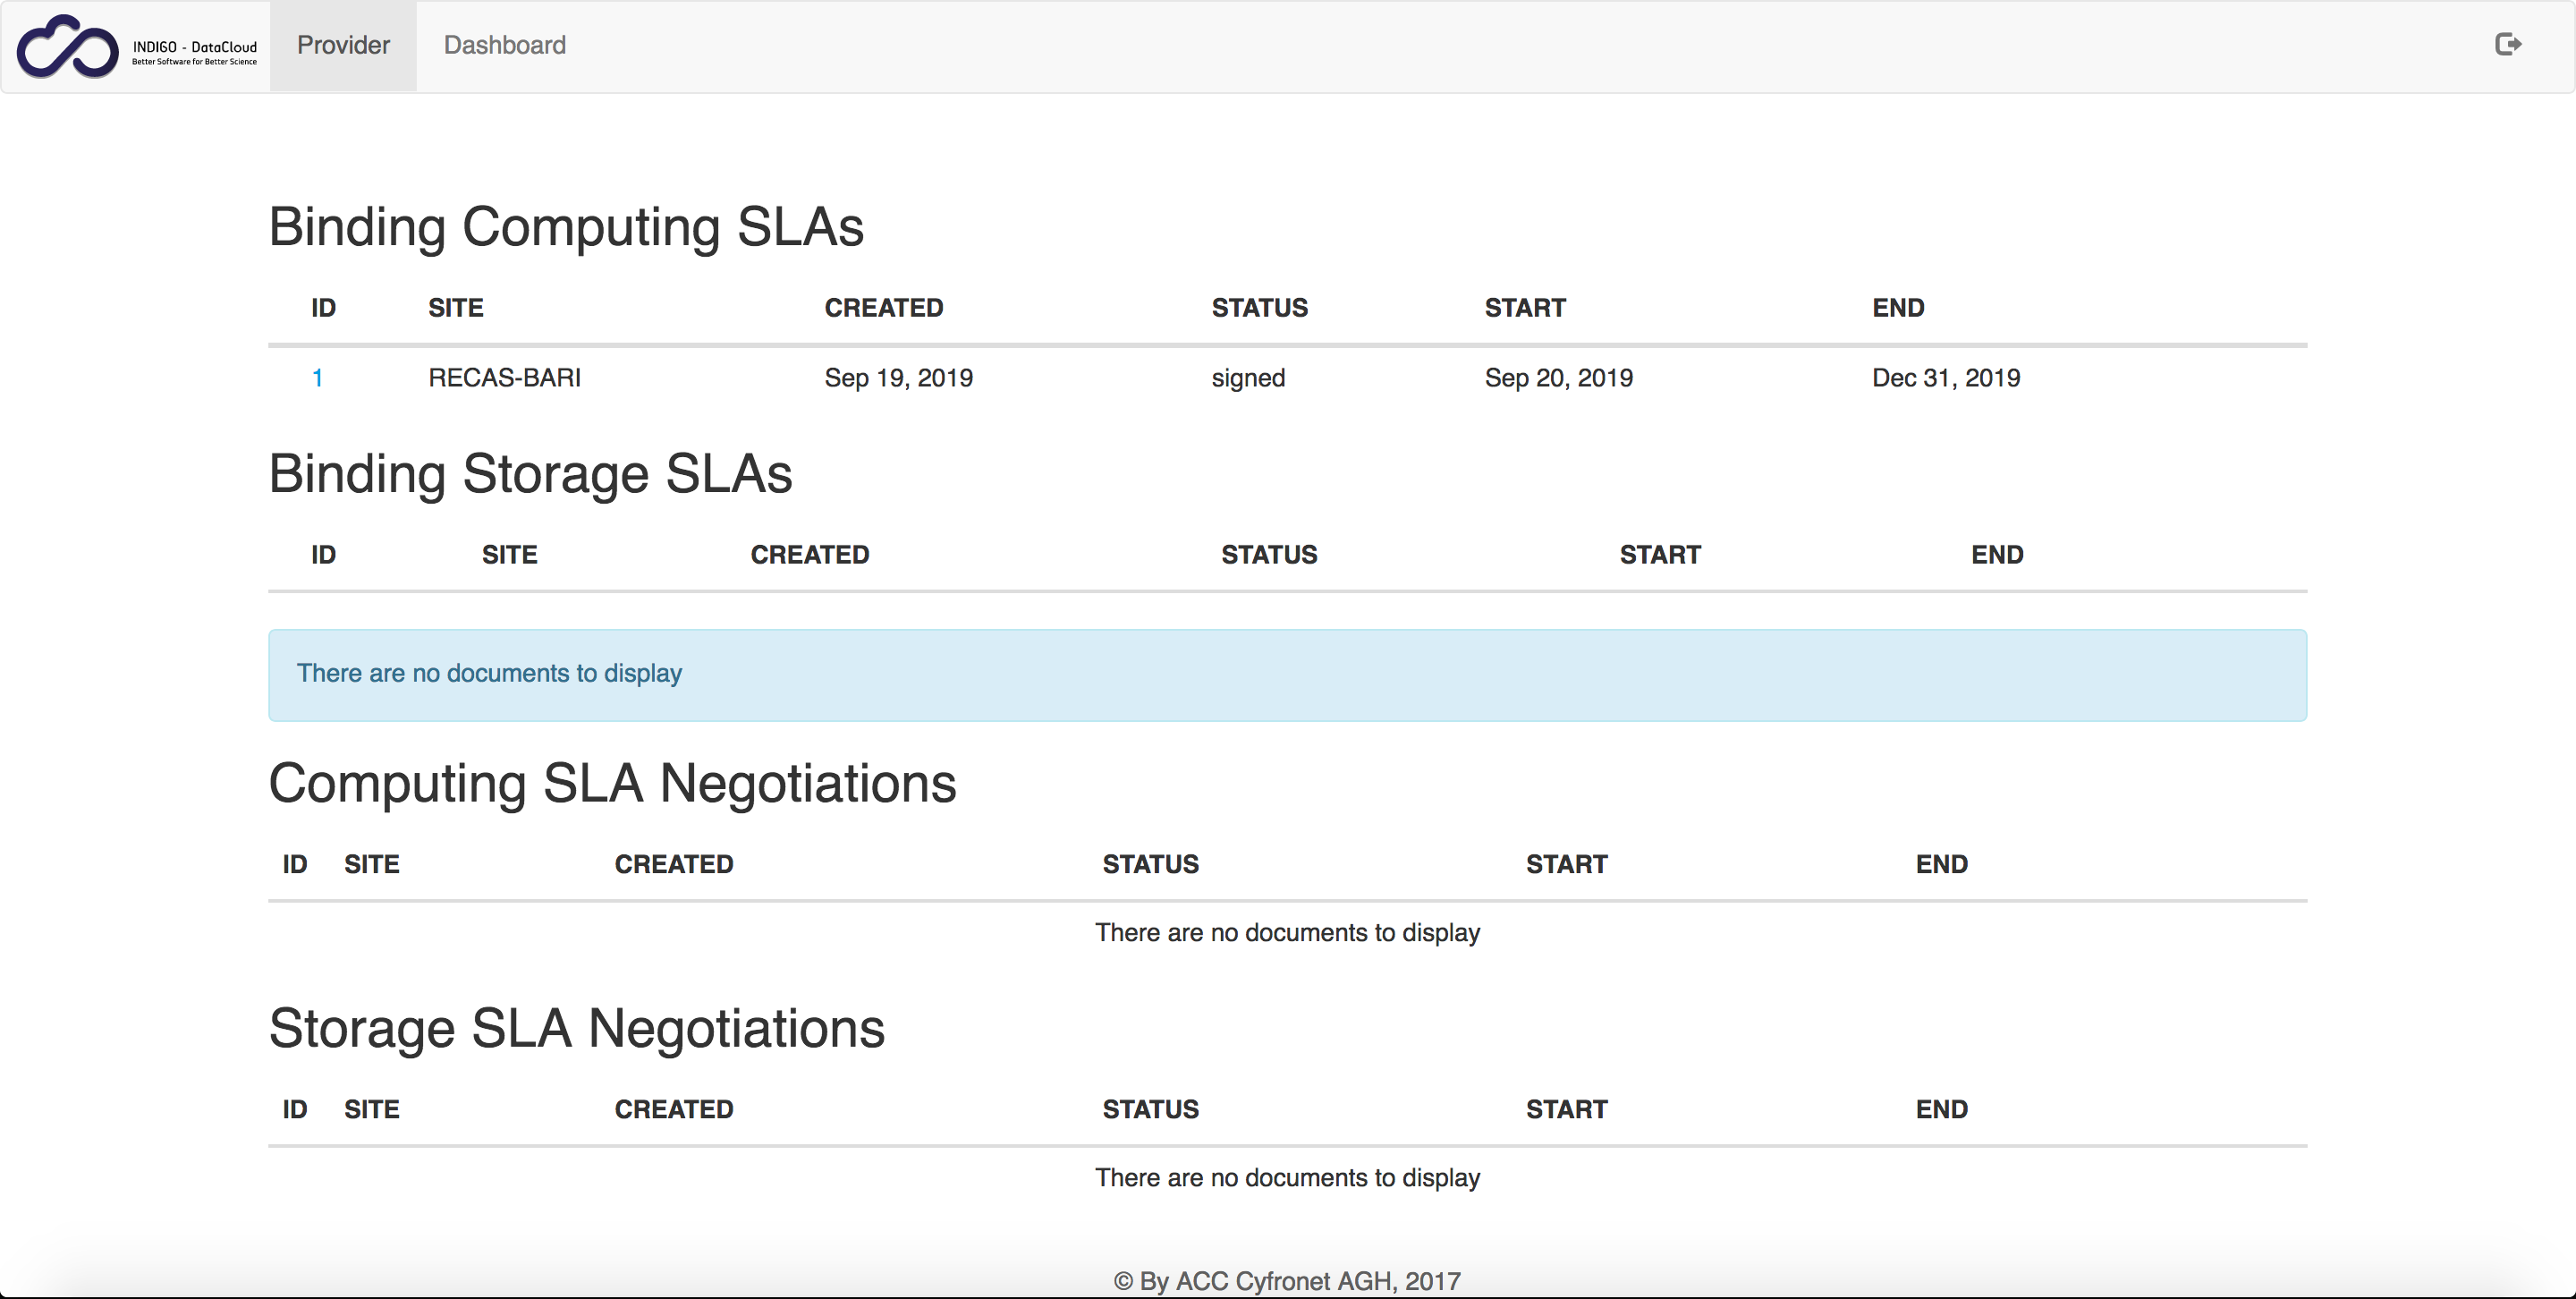 INDIGO - DataCloud
Better Software for Better Science
Provider Dashboard
Binding Computing SLAs
ID SITE CREATED STATUS START END
1 RECAS-BARI Sep 19, 2019 signed Sep 20, 2019 Dec 31, 2019
Binding Storage SLAs
ID SITE CREATED STATUS START END
There are no documents to display
Computing SLA Negotiations
ID SITE CREATED STATUS START END
There are no documents to display
Storage SLA Negotiations
ID SITE CREATED STATUS START END
There are no documents to display
© By ACC Cyfronet AGH, 2017